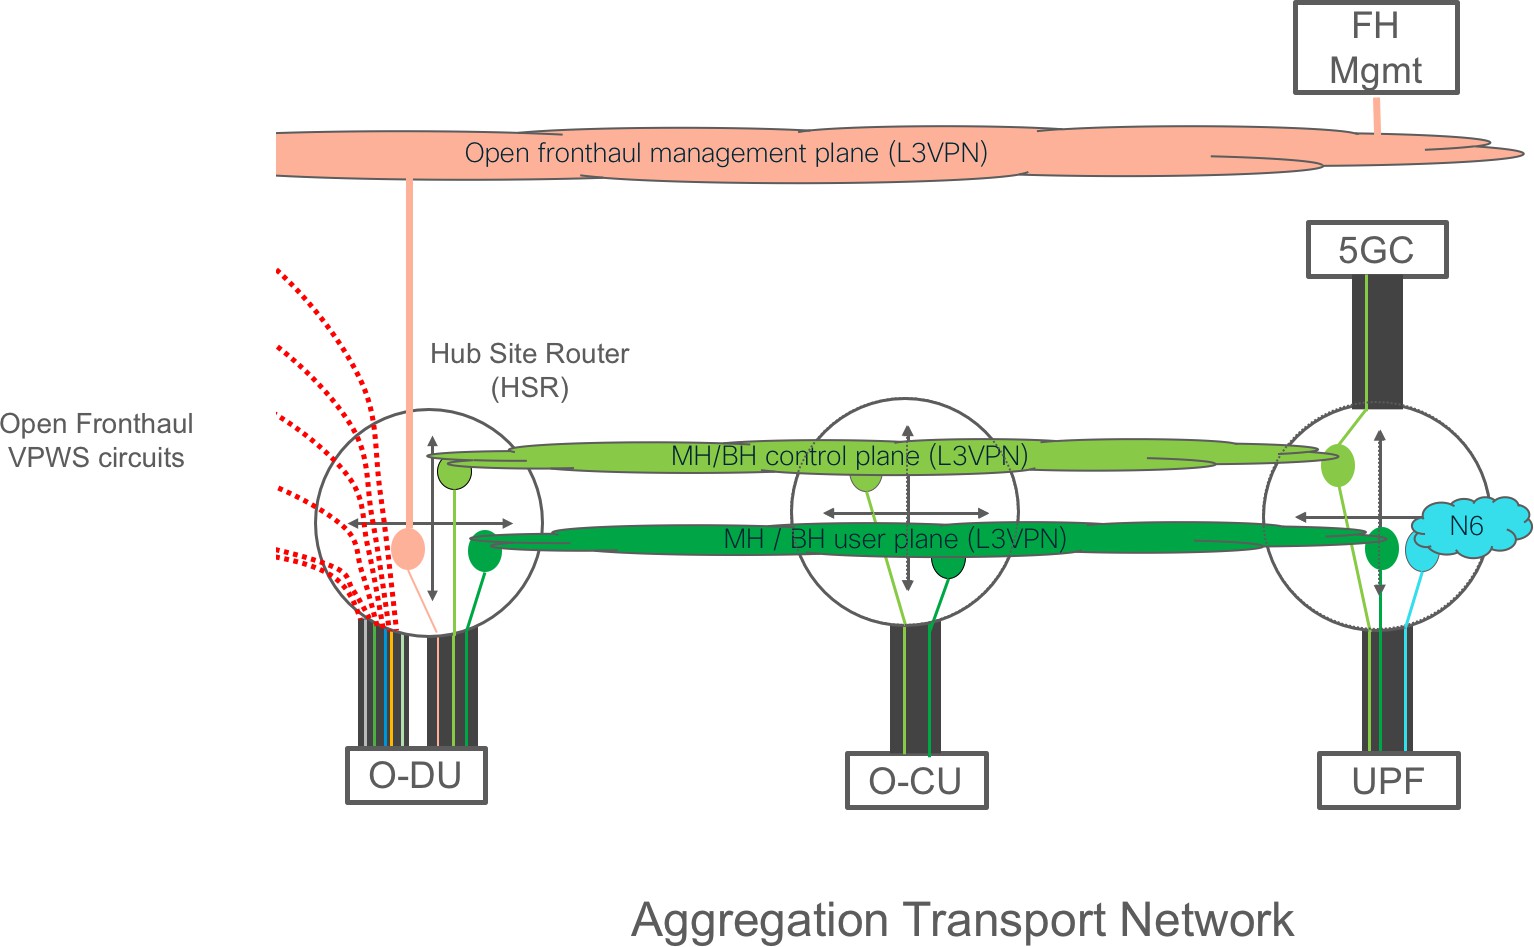 FH
Mgmt
Open fronthaul management plane (L3VPN)
5GC
Hub Site Router
(HSR)
Open Fronthaul
VPWS circuits
MH/BH control plane (L3VPN)
N6
MH / BH user plane (L3VPN)
O-DU
O-CU
UPF
Aggregation Transport Network